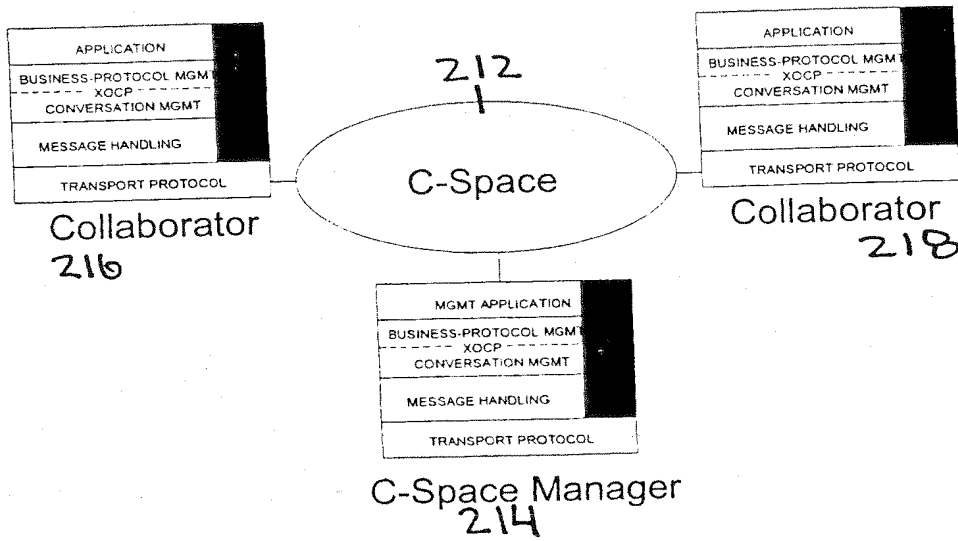 APPLICATION
BUSINESS-PROTOCOL MGMT
XOCP
CONVERSATION MGMT
MESSAGE HANDLING
TRANSPORT PROTOCOL
Collaborator
216
212
C-Space
APPLICATION
BUSINESS-PROTOCOL MGMT
XOCP
CONVERSATION MGMT
MESSAGE HANDLING
TRANSPORT PROTOCOL
Collaborator
218
MGMT APPLICATION
BUSINESS-PROTOCOL MGMT
XOCP
CONVERSATION MGMT
MESSAGE HANDLING
TRANSPORT PROTOCOL
C-Space Manager
214